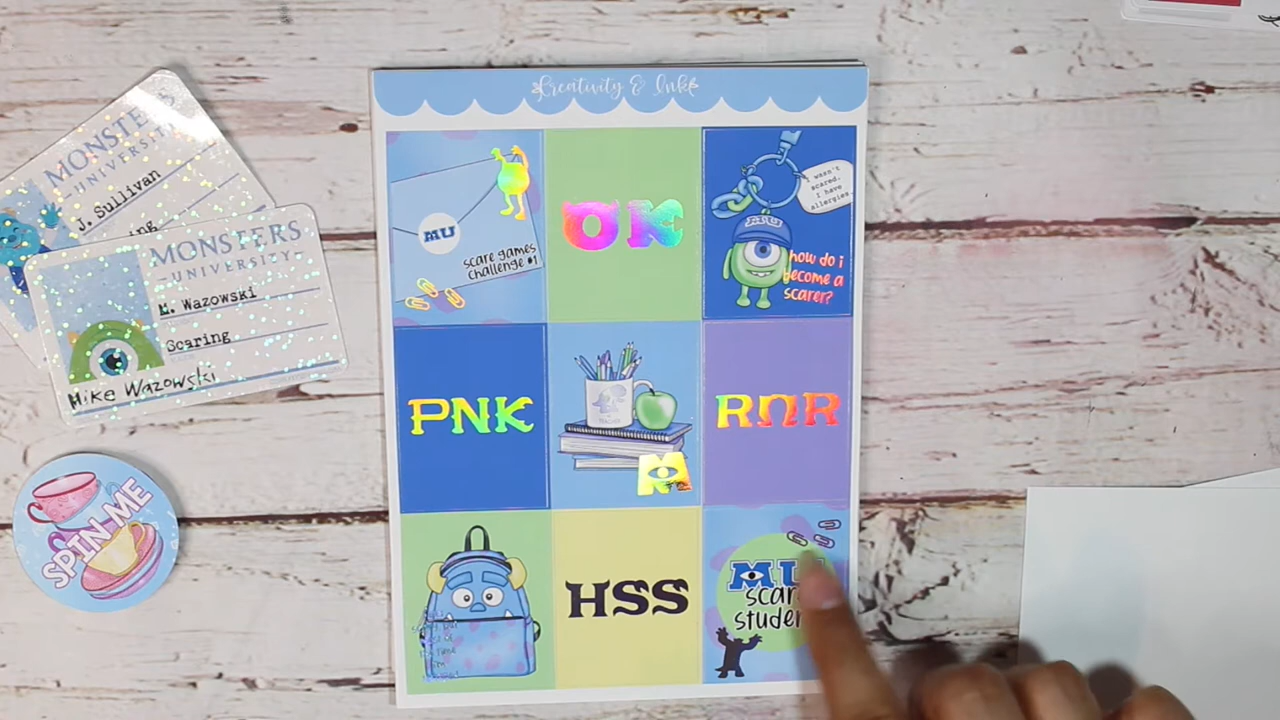 Creativity & Ink
MONSTERS
UNIVERSITY
J. Sullivan
MONSTERS
UNIVERSITY
M. Wazowski
Scaring
Mike Wazowski
SPIN ME
MU
scare games
challenge #1
OK
I wasn't
scared.
I have
allergies.
MU
how do i
become a
scarer?
PNK
M
RΩR
HSS
MU